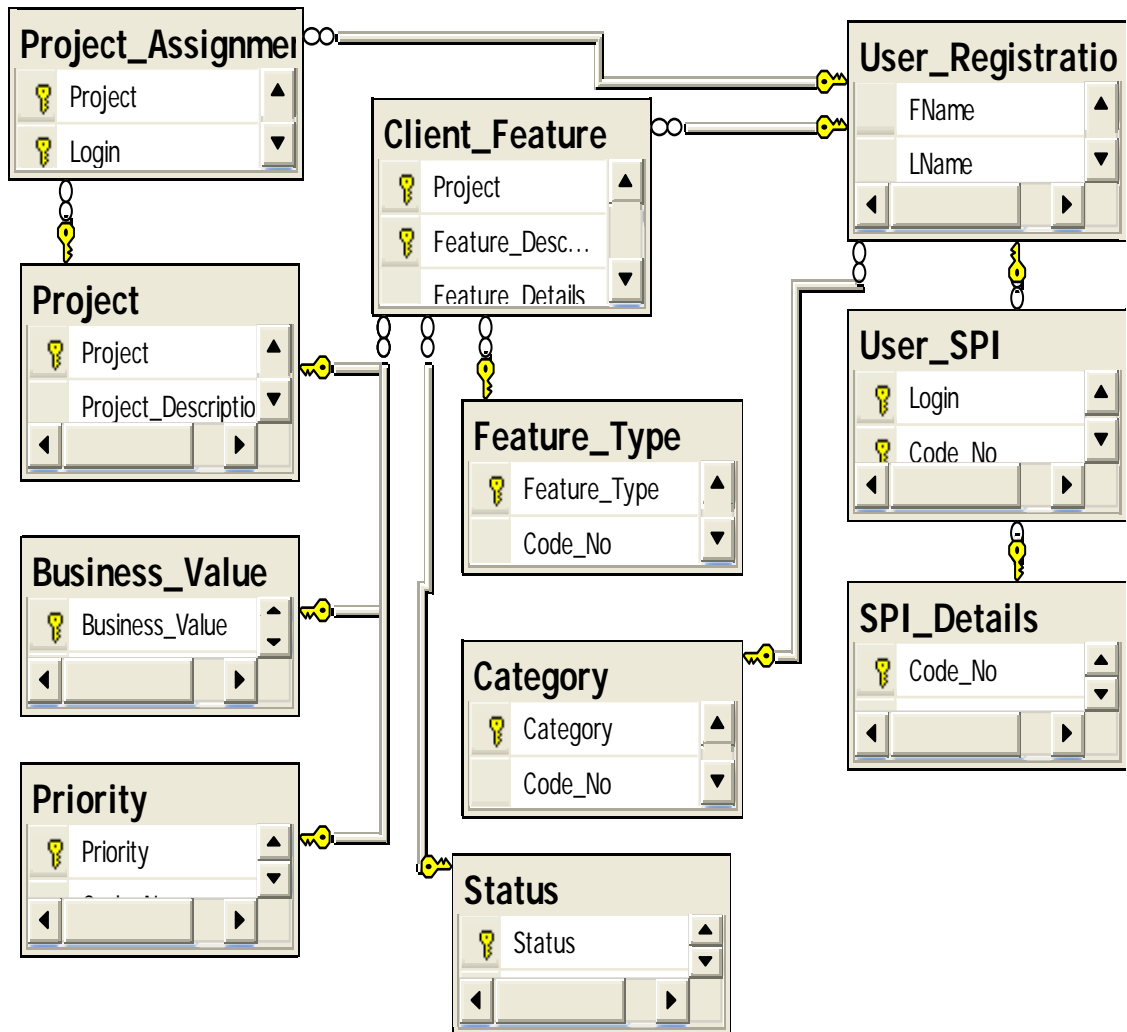 Project_Assignmen
Project
Login
User_Registratio
FName
LName
Client_Feature
Project
Feature_Desc...
Feature_Details
Project
Project
Project_Descriptio
User_SPI
Login
Code_No
Feature_Type
Feature_Type
Code_No
Business_Value
Business_Value
SPI_Details
Code_No
Category
Category
Code_No
Priority
Priority
Status
Status